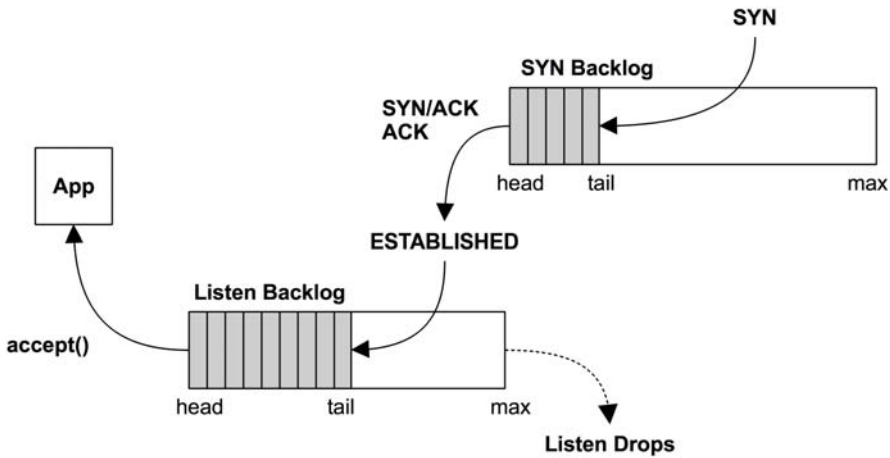 SYN
SYN Backlog
SYN/ACK
ACK
head
tail
max
App
ESTABLISHED
Listen Backlog
accept()
head
tail
max
Listen Drops